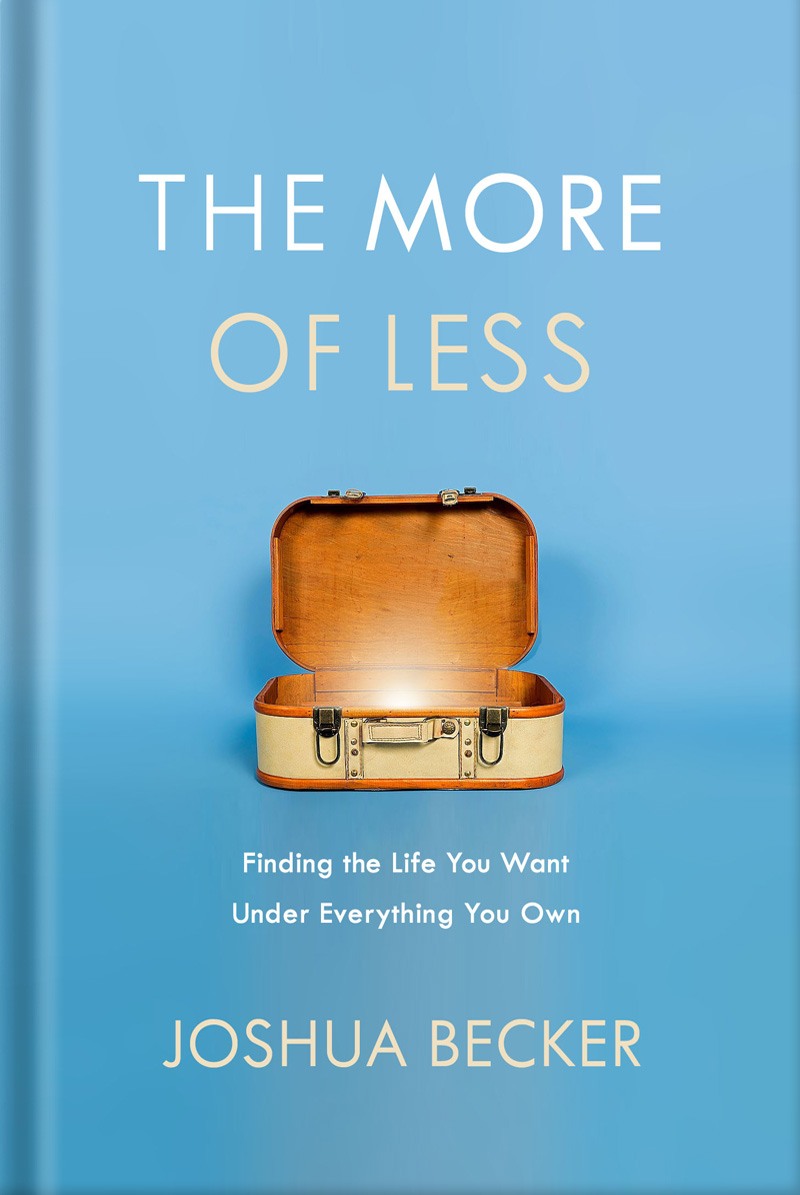 THE MORE
OF LESS
Finding the Life You Want
Under Everything You Own
JOSHUA BECKER